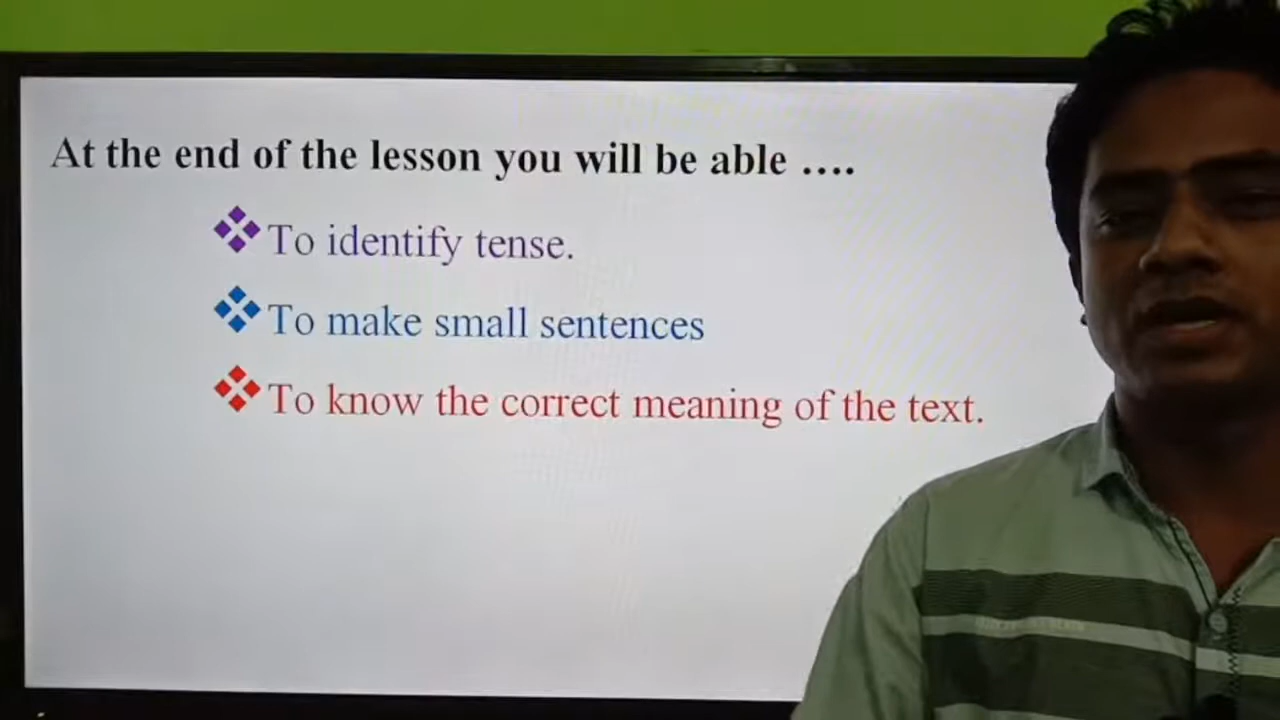 At the end of the lesson you will be able ....
To identify tense.
To make small sentences
To know the correct meaning of the text.